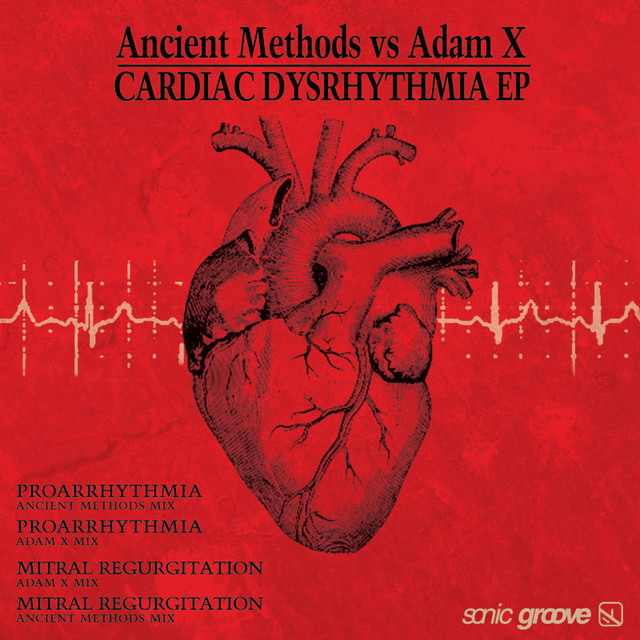 Ancient Methods vs Adam X
CARDIAC DYSRHYTHMIA EP
PROARRHYTHMIA
ANCIENT METHODS MIX
PROARRHYTHMIA
ADAM X MIX
MITRAL REGURGITATION
ADAM X MIX
MITRAL REGURGITATION
ANCIENT METHODS MIX
sonic groove